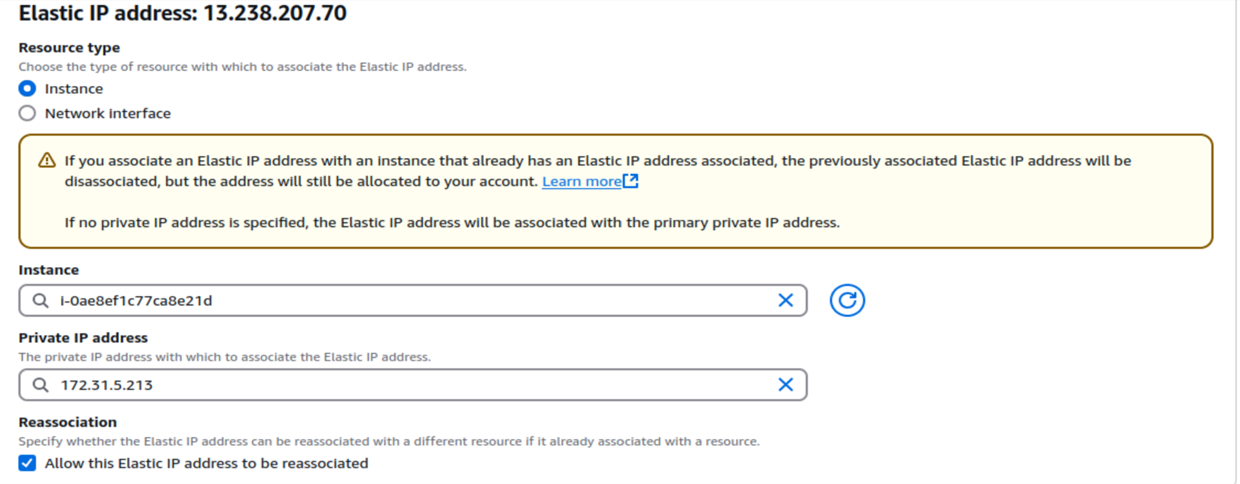 Elastic IP address: 13.238.207.70
Resource type
Choose the type of resource with which to associate the Elastic IP address.
Instance
Network interface
If you associate an Elastic IP address with an instance that already has an Elastic IP address associated, the previously associated Elastic IP address will be
disassociated, but the address will still be allocated to your account. Learn more
If no private IP address is specified, the Elastic IP address will be associated with the primary private IP address.
Instance
i-0ae8ef1c77ca8e21d
Private IP address
The private IP address with which to associate the Elastic IP address.
172.31.5.213
Reassociation
Specify whether the Elastic IP address can be reassociated with a different resource if it already associated with a resource.
Allow this Elastic IP address to be reassociated